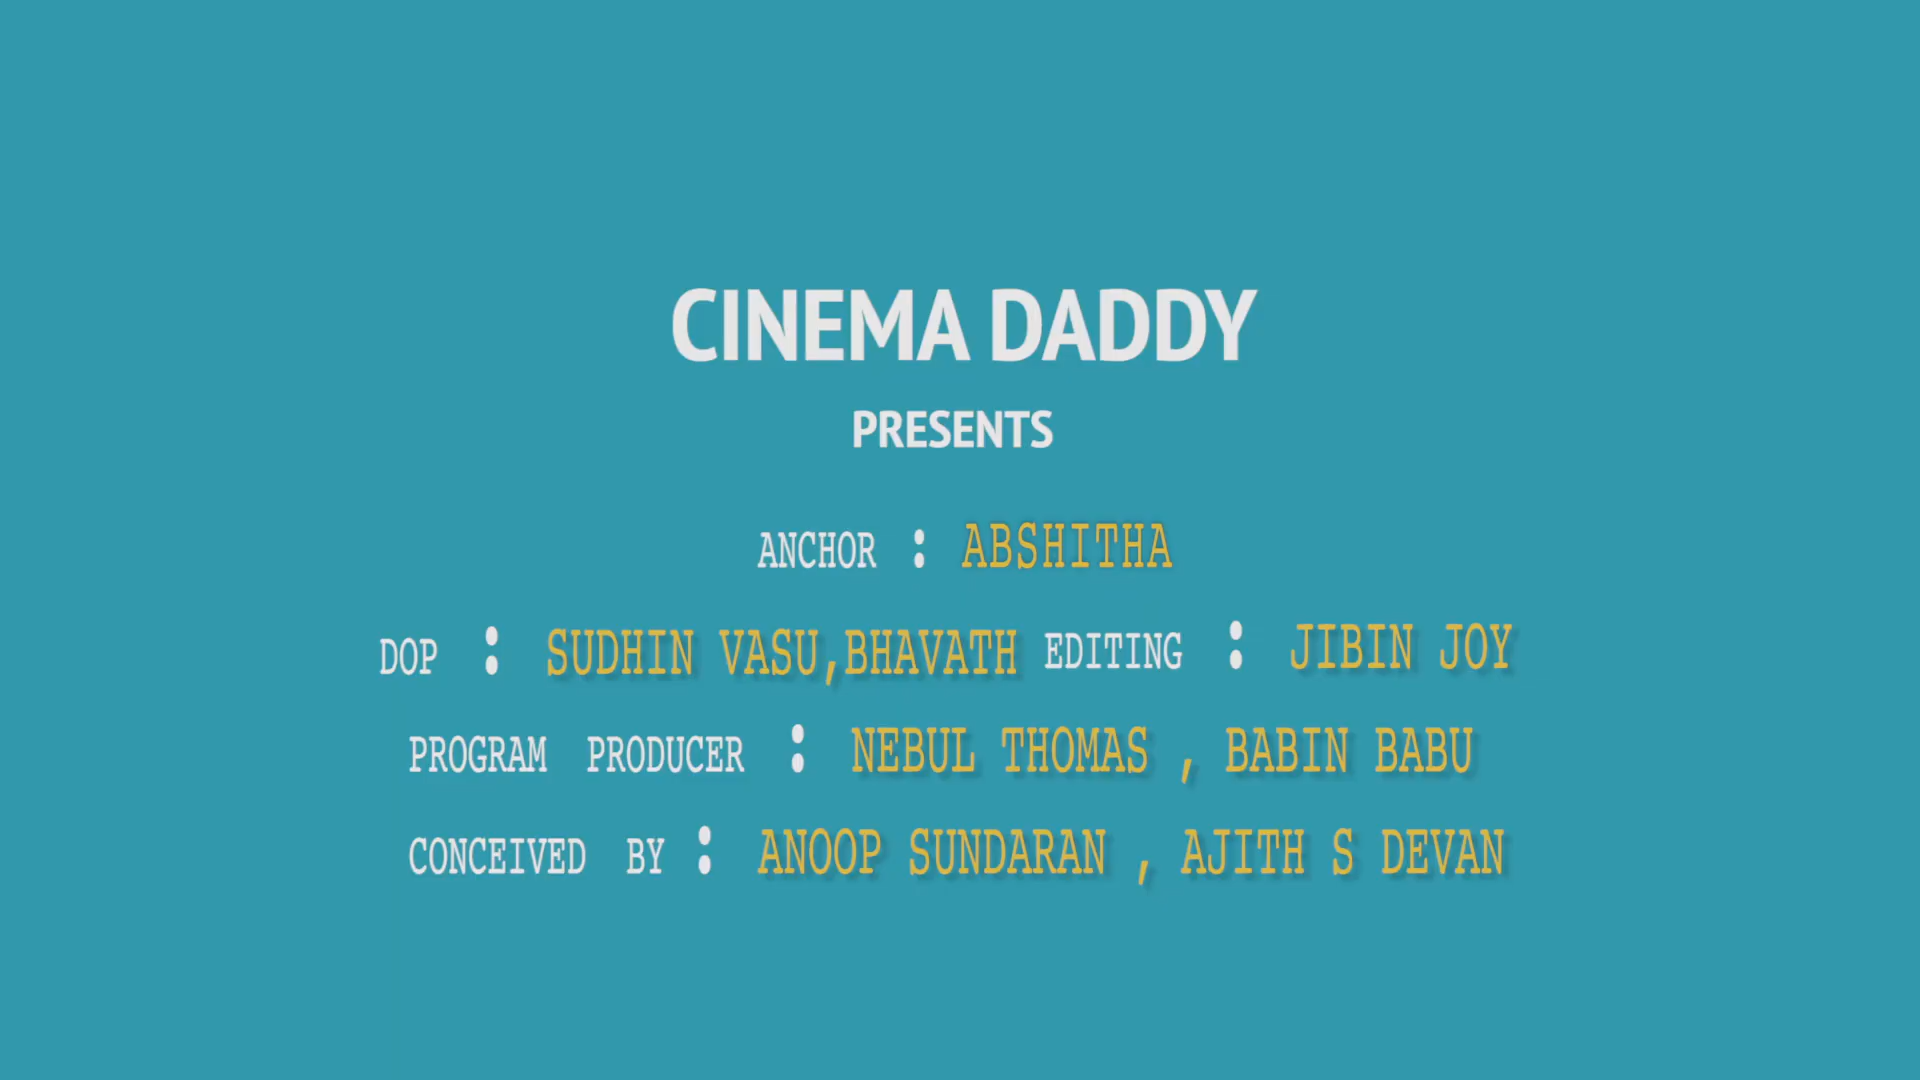 CINEMA DADDY
PRESENTS
ANCHOR : ABSHITHA
DOP : SUDHIN VASU,BHAVATH EDITING : JIBIN JOY
PROGRAM PRODUCER : NEBUL THOMAS , BABIN BABU
CONCEIVED BY : ANOOP SUNDARAN , AJITH S DEVAN